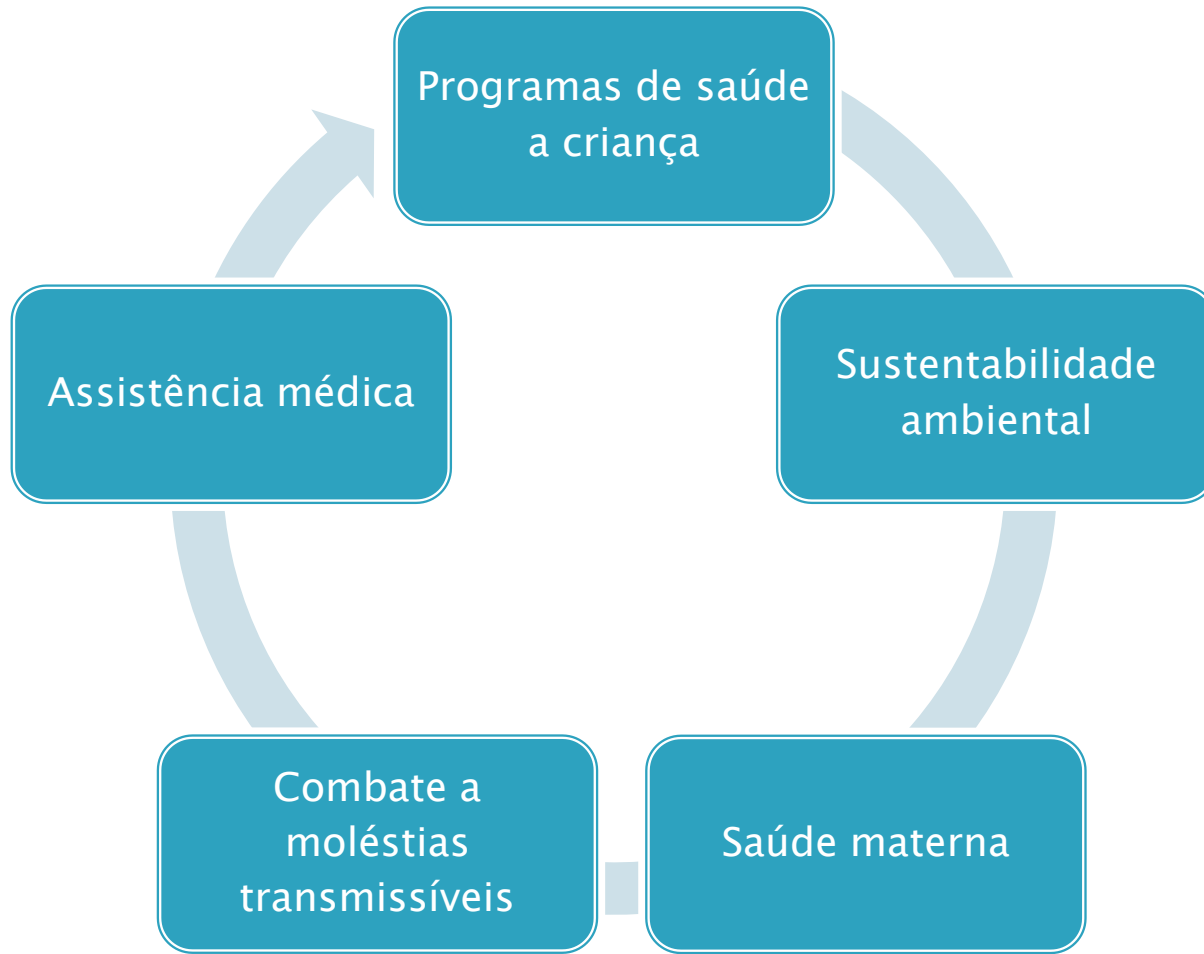 Programas de saúde
a criança
Sustentabilidade
ambiental
Saúde materna
Combate a
moléstias
transmissíveis
Assistência médica